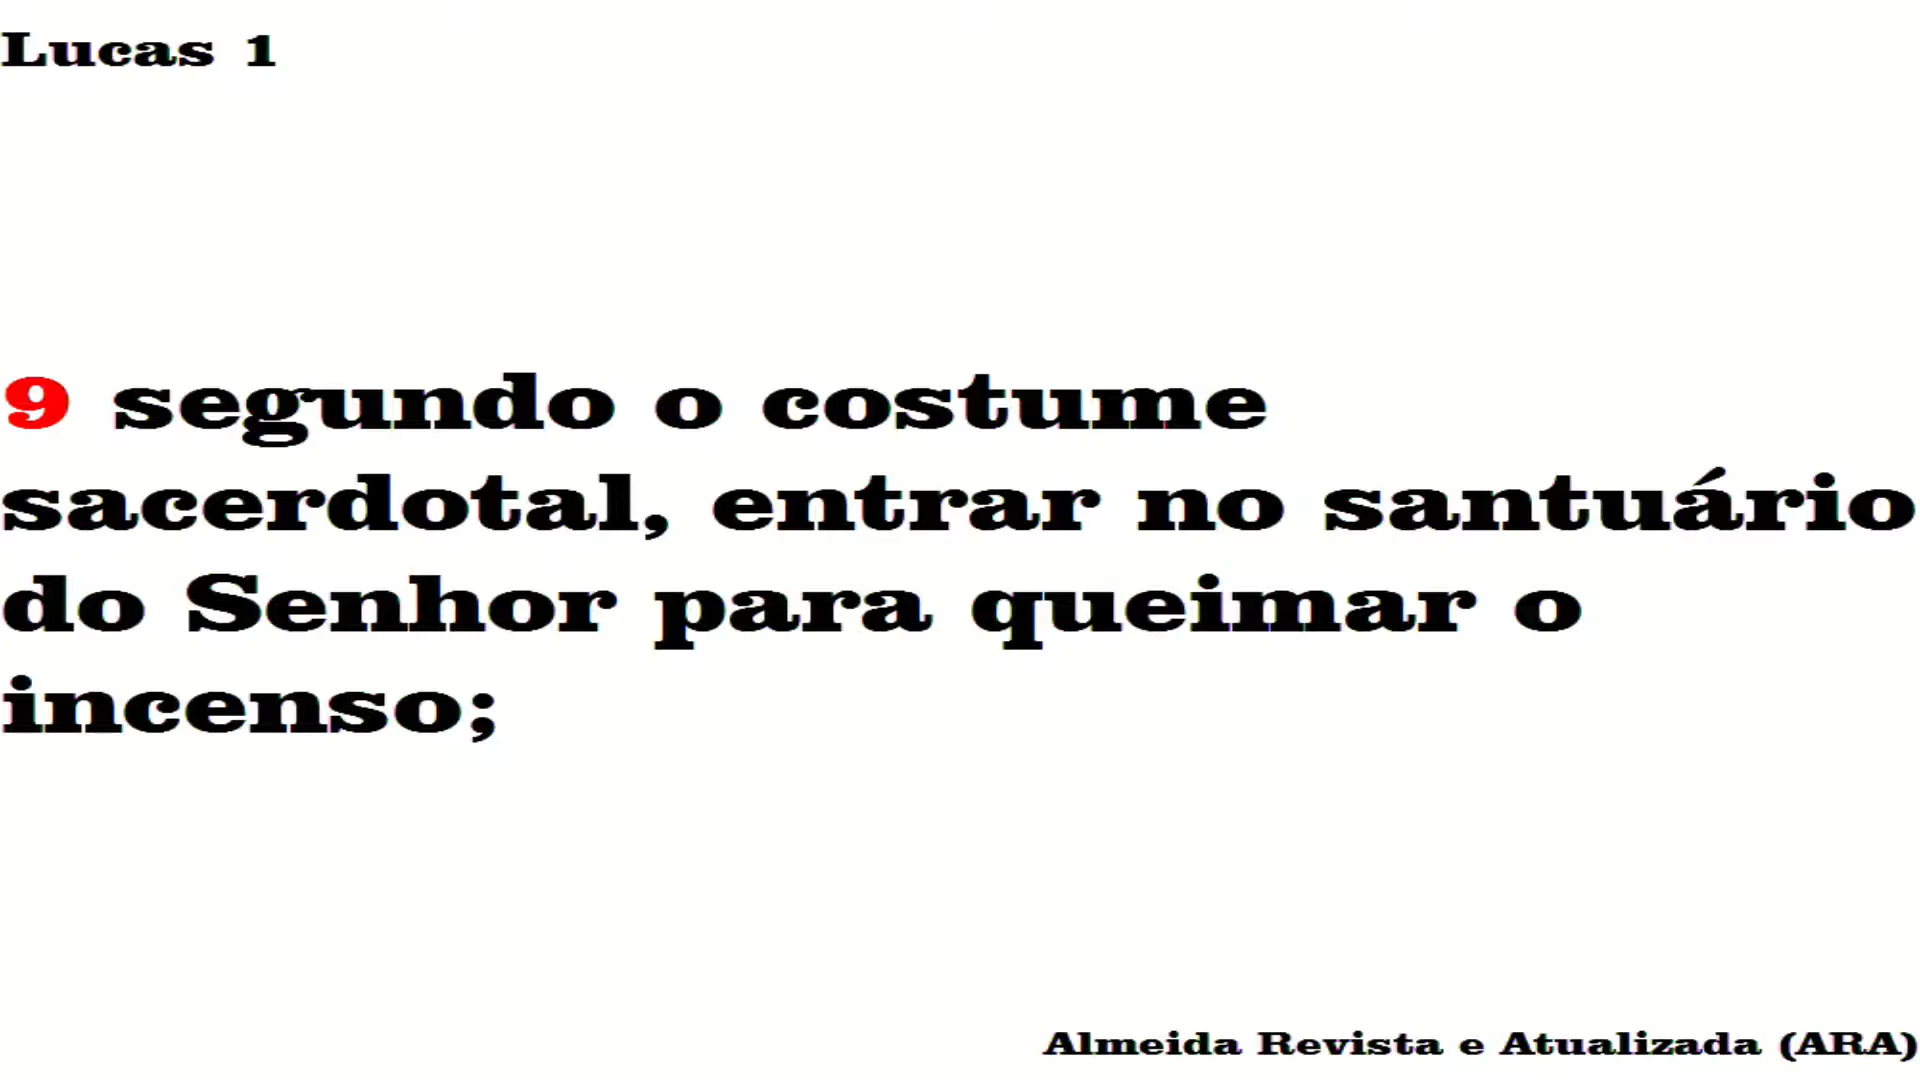 Lucas 1
9 segundo o costume
sacerdotal, entrar no santuário
do Senhor para queimar o
incenso;
Almeida Revista e Atualizada (ARA)